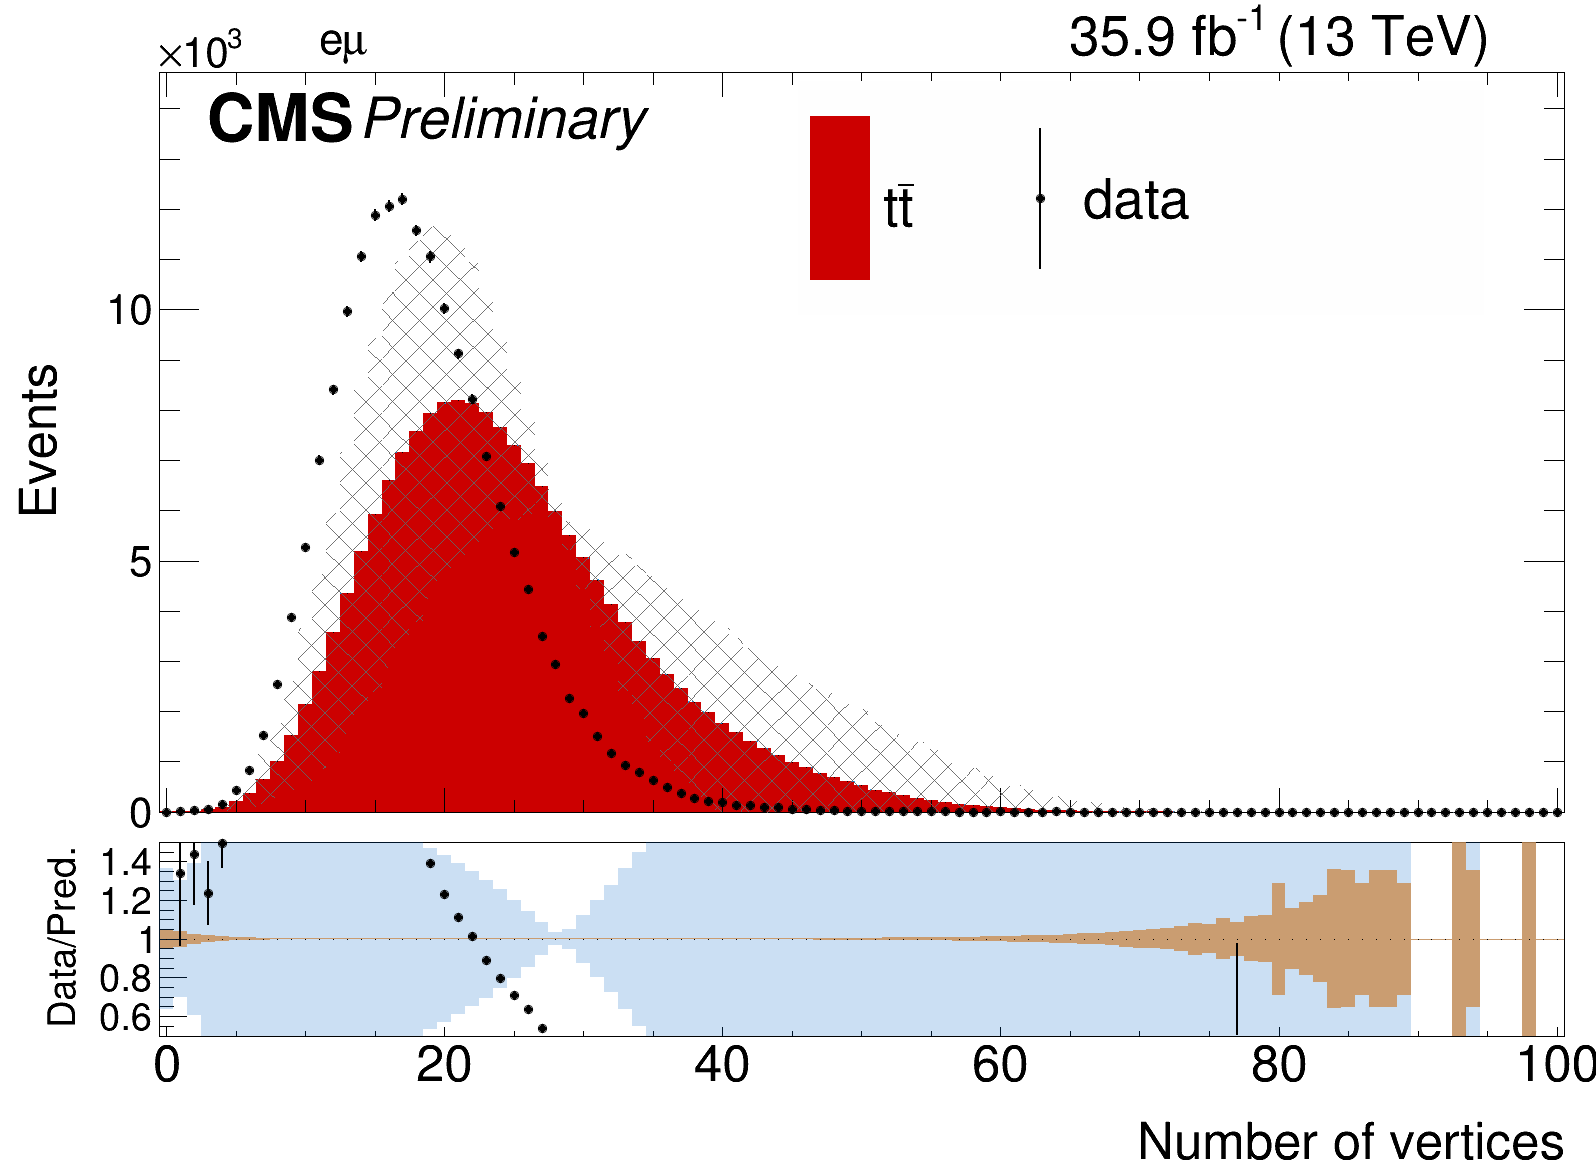 ×10³ eμ 35.9 fb⁻¹ (13 TeV)
CMS Preliminary
tt̄ data
Events
10
5
0
Data/Pred.
1.4
1.2
1
0.8
0.6
0 20 40 60 80 100
Number of vertices